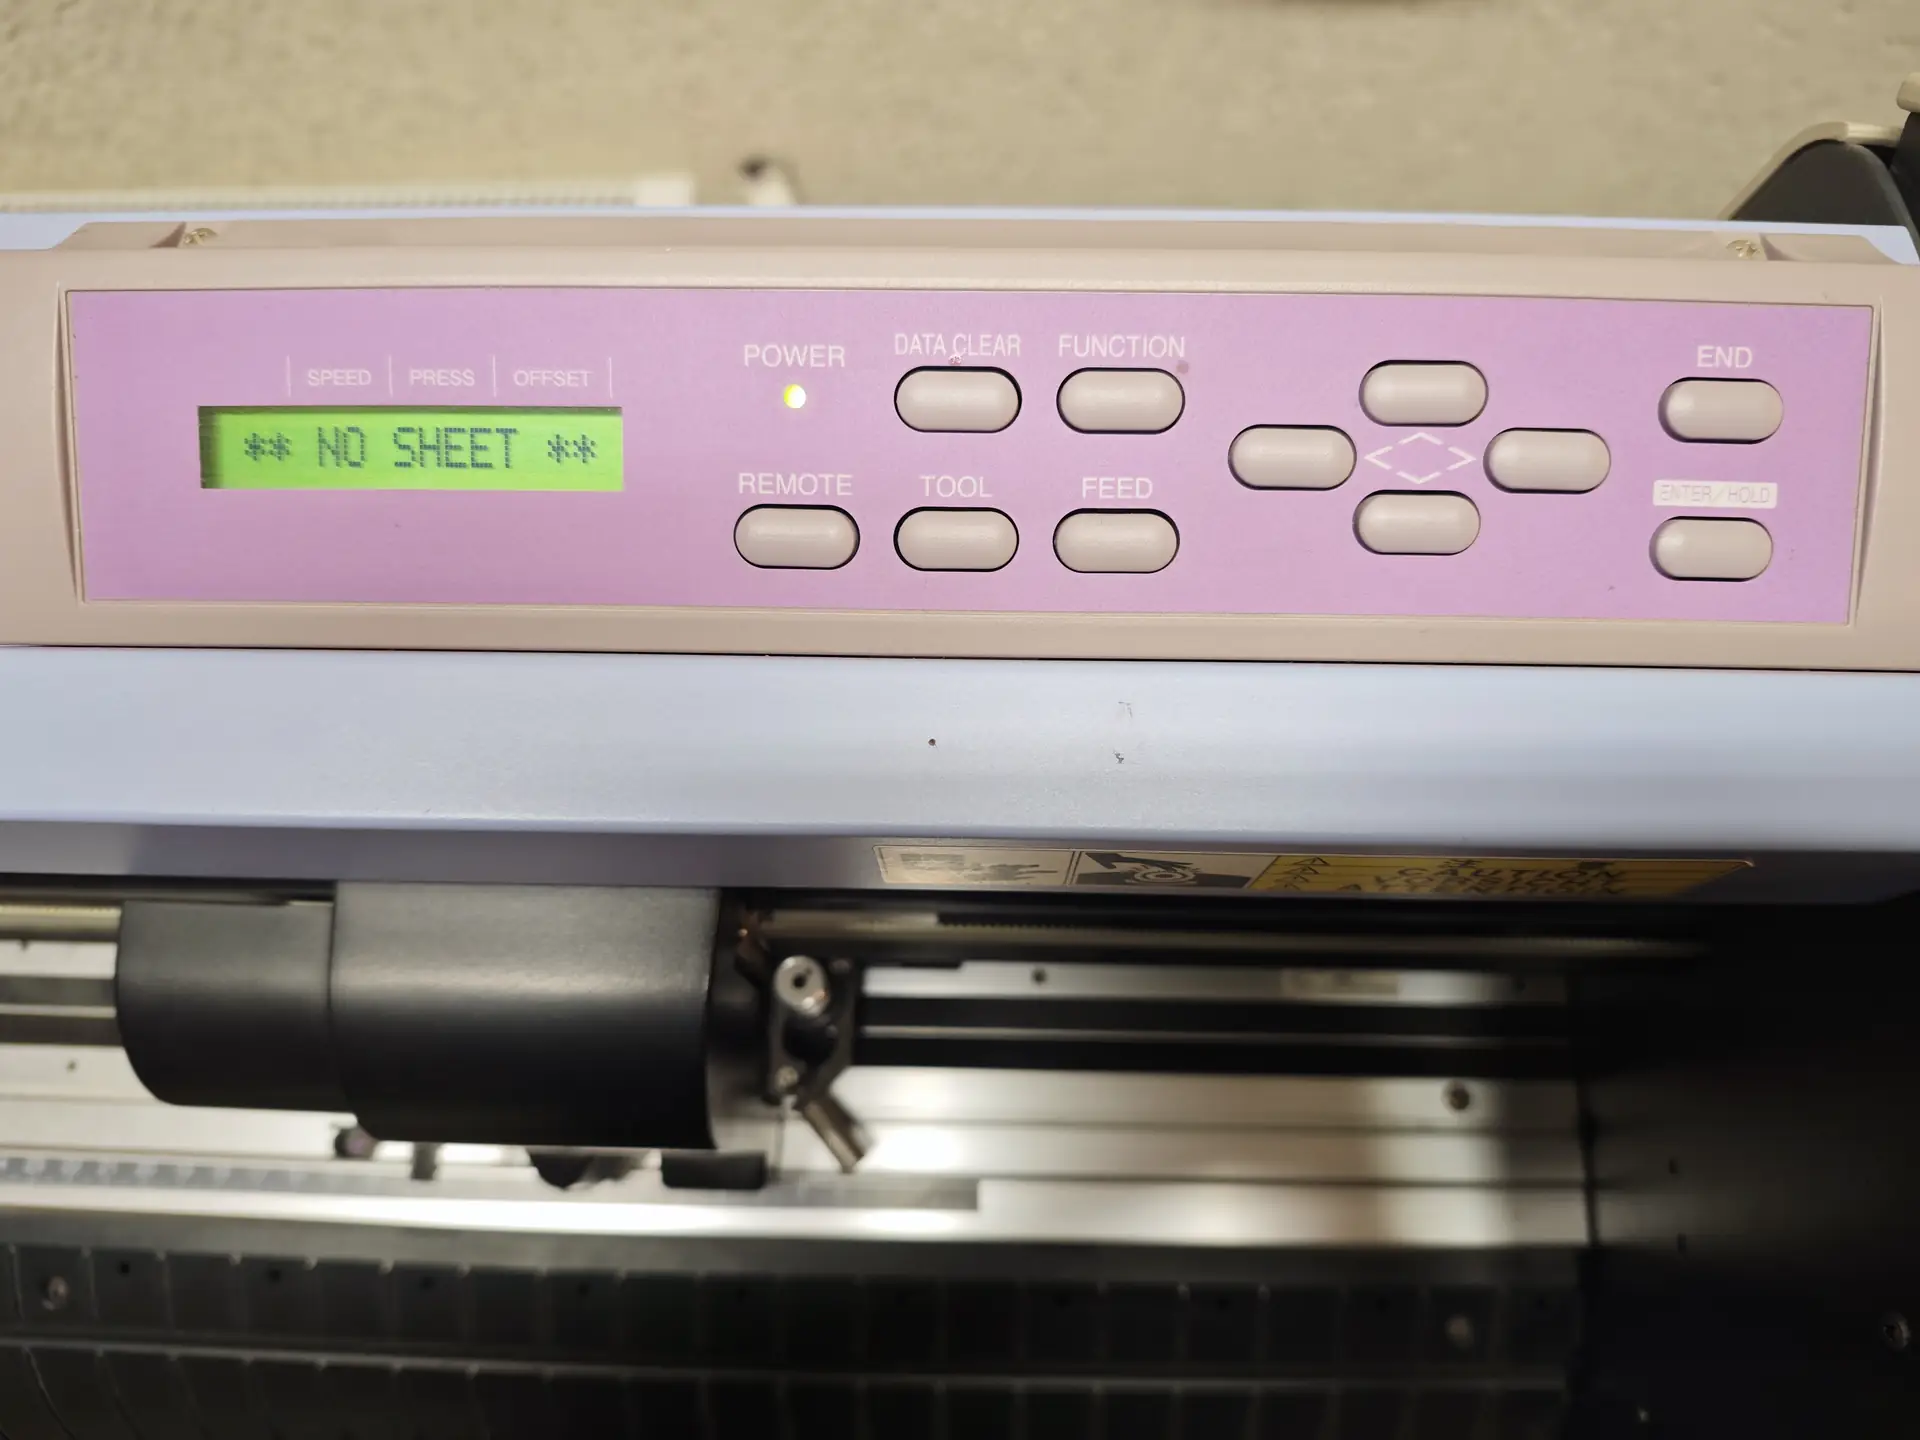 SPEED PRESS OFFSET
** NO SHEET **
POWER
DATA CLEAR
FUNCTION
END
REMOTE
TOOL
FEED
ENTER/HOLD
CAUTION